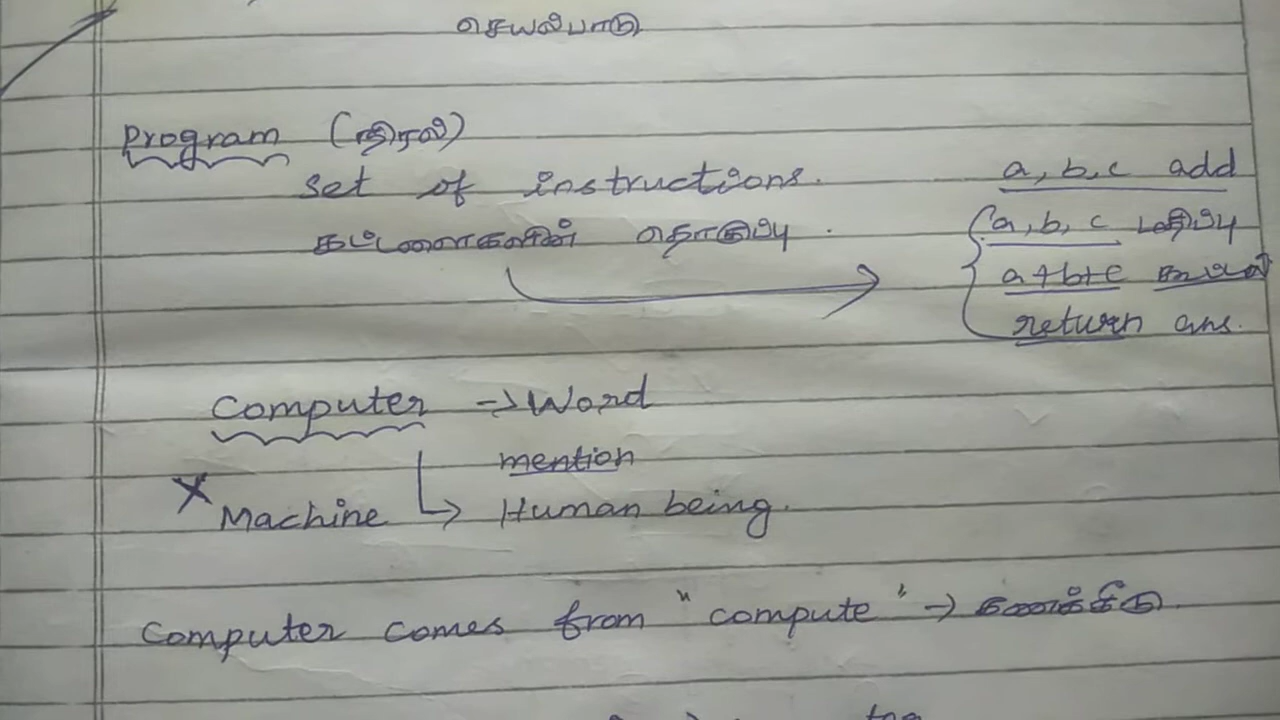 செயல்பாடு
Program (நிரல்)
set of instructions.
கட்டளைகளின் தொகுப்பு.
a, b, c add
a, b, c மதிப்பு
a+b+c
return ans.
Computer → Word
mention
x Machine → Human being.
Computer comes from "compute" → கணக்கீடு.